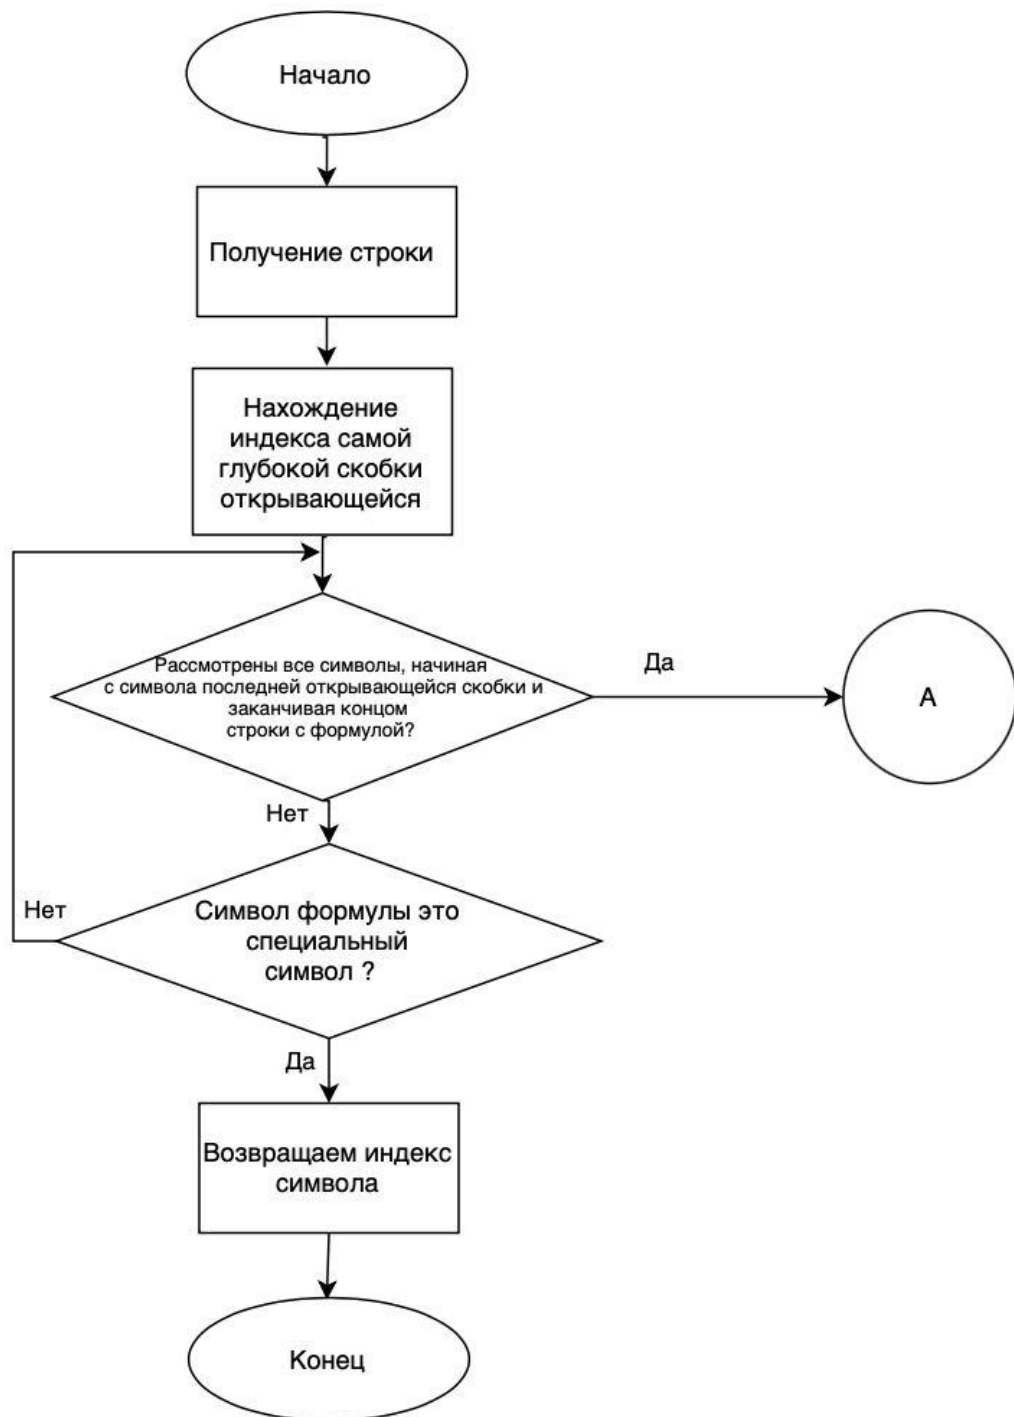 Начало
Получение строки
Нахождение
индекса самой
глубокой скобки
открывающейся
Рассмотрены все символы, начиная
с символа последней открывающейся скобки и
заканчивая концом
строки с формулой?
Да
А
Нет
Символ формулы это
специальный
символ ?
Нет
Да
Возвращаем индекс
символа
Конец